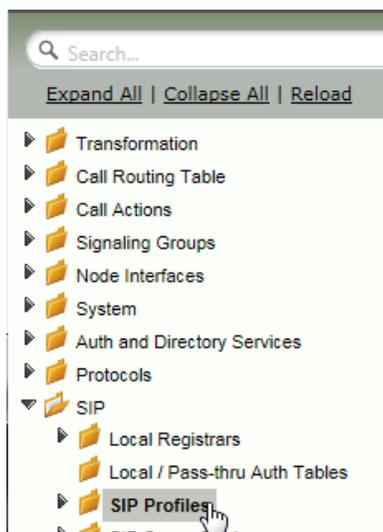 Search...
Expand All | Collapse All | Reload
Transformation
Call Routing Table
Call Actions
Signaling Groups
Node Interfaces
System
Auth and Directory Services
Protocols
SIP
Local Registrars
Local / Pass-thru Auth Tables
SIP Profiles